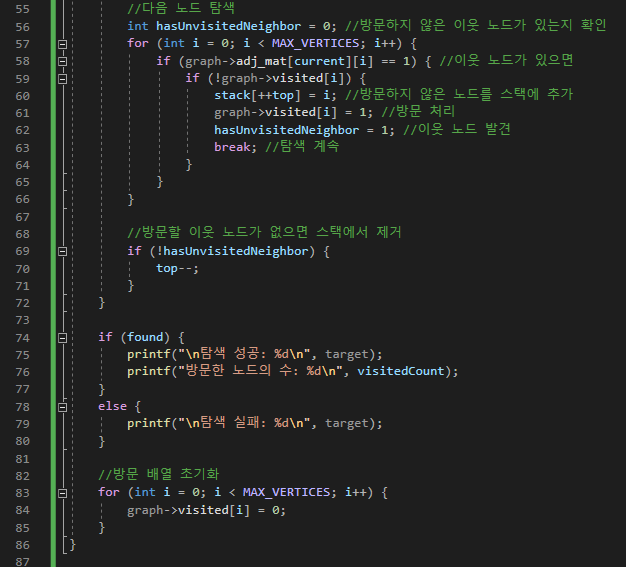 55 //다음 노드 탐색
56 int hasUnvisitedNeighbor = 0; //방문하지 않은 이웃 노드가 있는지 확인
57 for (int i = 0; i < MAX_VERTICES; i++) {
58 if (graph->adj_mat[current][i] == 1) { //이웃 노드가 있으면
59 if (!graph->visited[i]) {
60 stack[++top] = i; //방문하지 않은 노드를 스택에 추가
61 graph->visited[i] = 1; //방문 처리
62 hasUnvisitedNeighbor = 1; //이웃 노드 발견
63 break; //탐색 계속
64 }
65 }
66 }
67
68 //방문할 이웃 노드가 없으면 스택에서 제거
69 if (!hasUnvisitedNeighbor) {
70 top--;
71 }
72 }
73
74 if (found) {
75 printf("\n탐색 성공: %d\n", target);
76 printf("방문한 노드의 수: %d\n", visitedCount);
77 }
78 else {
79 printf("\n탐색 실패: %d\n", target);
80 }
81
82 //방문 배열 초기화
83 for (int i = 0; i < MAX_VERTICES; i++) {
84 graph->visited[i] = 0;
85 }
86 }
87